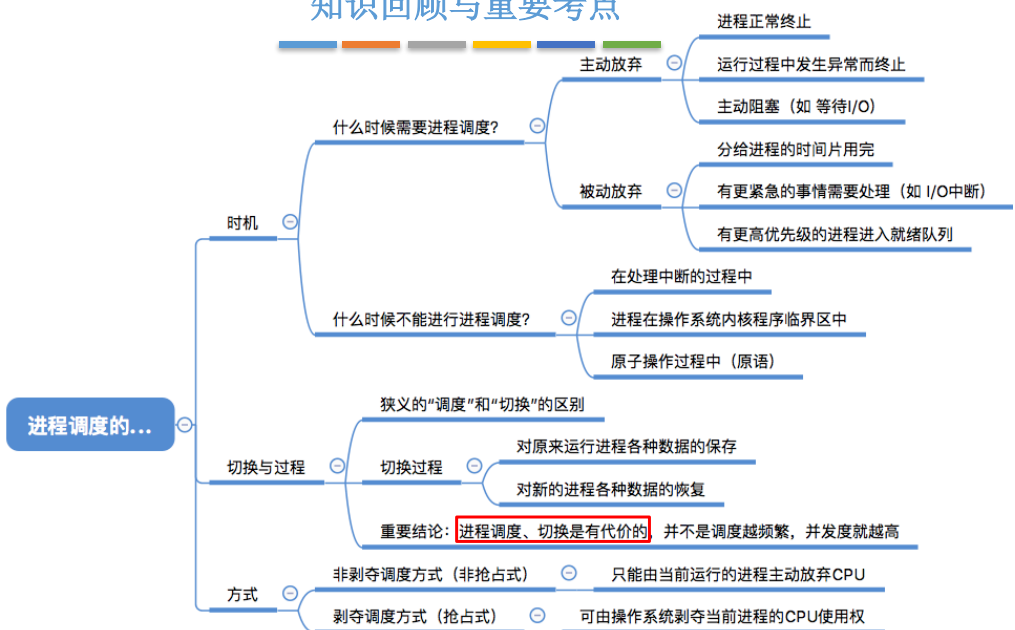 知识回顾与重要考点
进程正常终止
主动放弃
运行过程中发生异常而终止
主动阻塞（如 等待I/O）
什么时候需要进程调度?
分给进程的时间片用完
被动放弃
有更紧急的事情需要处理（如 I/O中断）
有更高优先级的进程进入就绪队列
时机
在处理中断的过程中
什么时候不能进行进程调度?
进程在操作系统内核程序临界区中
原子操作过程中（原语）
进程调度的...
狭义的“调度”和“切换”的区别
切换与过程
切换过程
对原来运行进程各种数据的保存
对新的进程各种数据的恢复
重要结论：进程调度、切换是有代价的，并不是调度越频繁，并发度就越高
方式
非剥夺调度方式（非抢占式）
只能由当前运行的进程主动放弃CPU
剥夺调度方式（抢占式）
可由操作系统剥夺当前进程的CPU使用权